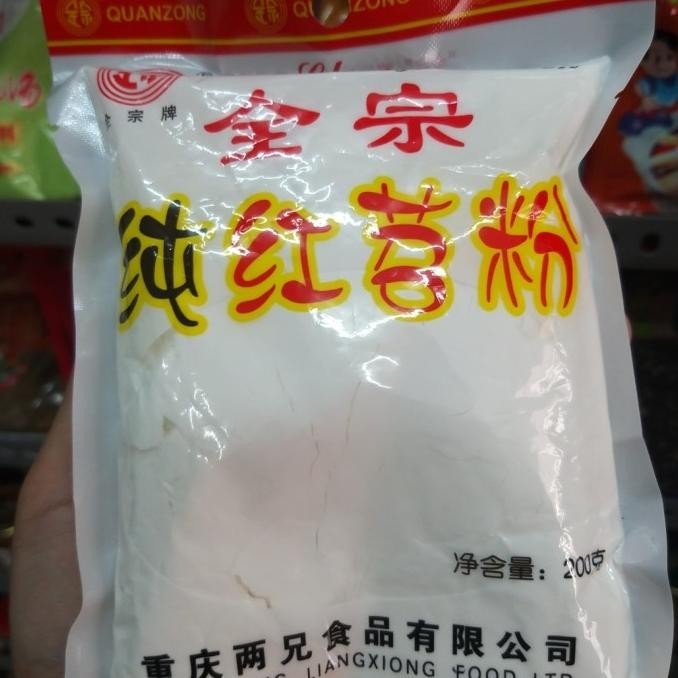 QUANZONG
QUANZONG
宗牌
全宗
纯红苕粉
净含量：200克
重庆两兄食品有限公司
LIANGXIONG FOOD LTD